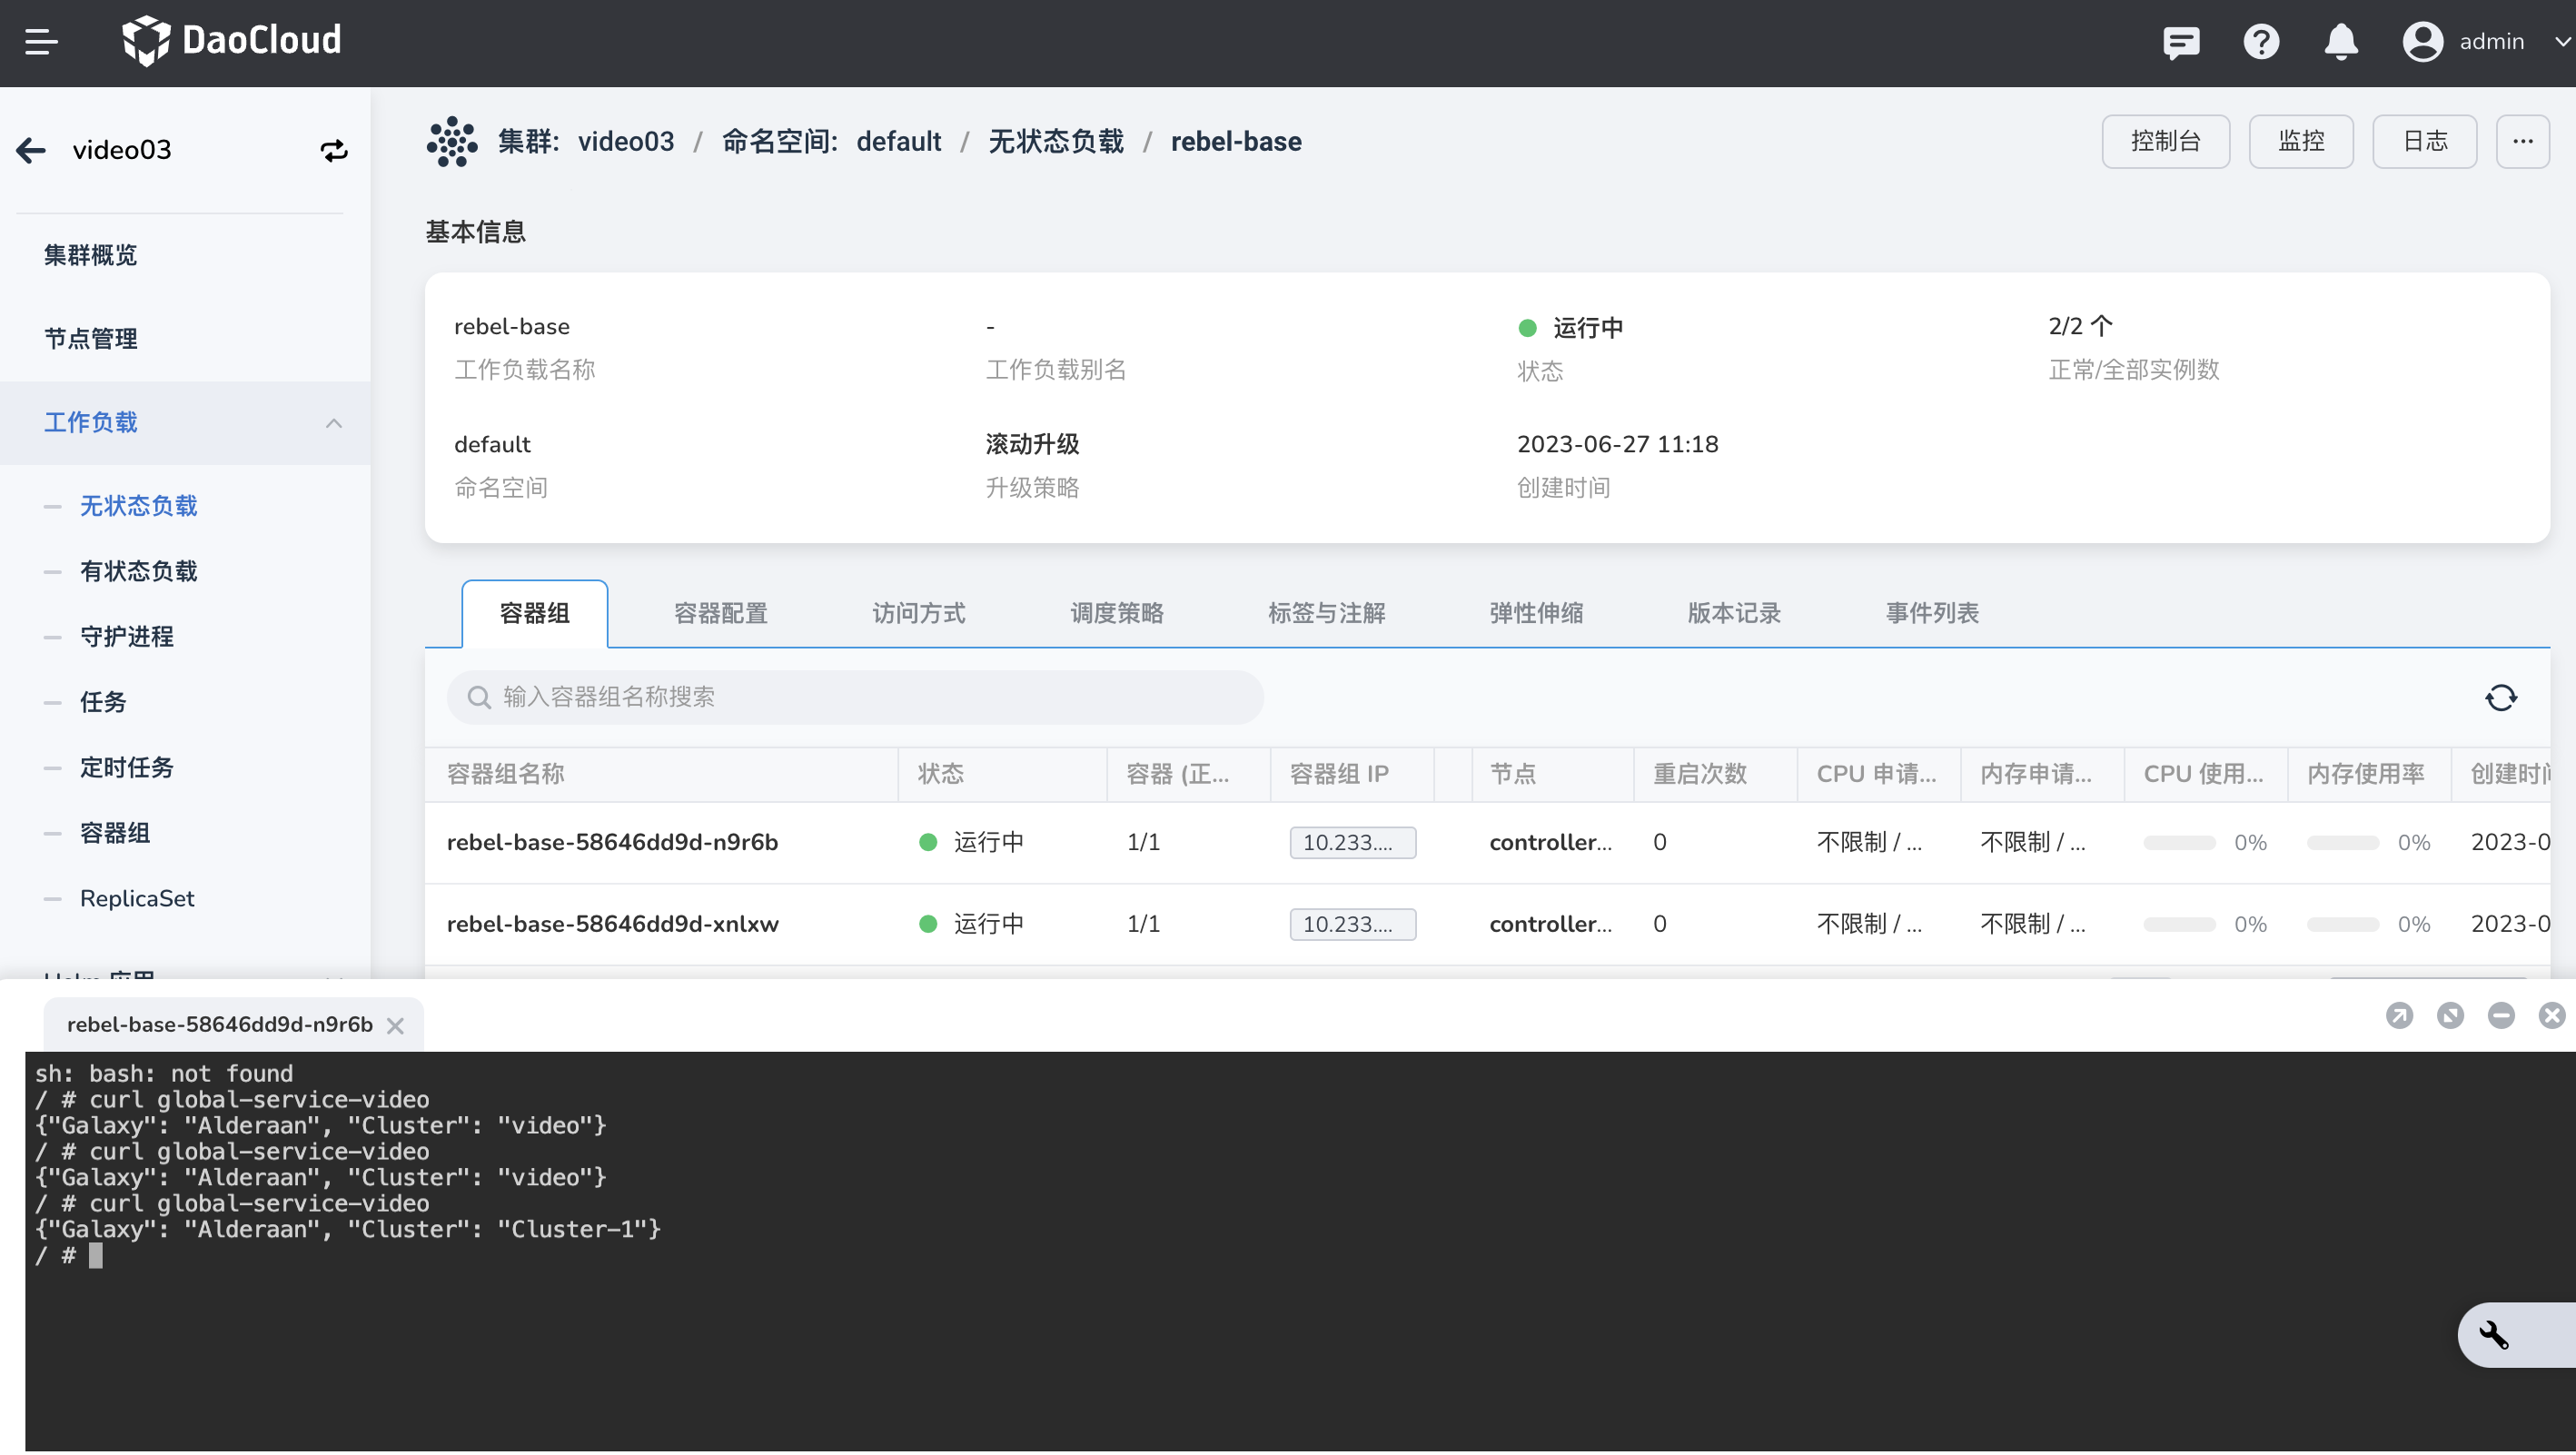 DaoCloud
admin
video03
集群概览
节点管理
工作负载
无状态负载
有状态负载
守护进程
任务
定时任务
容器组
ReplicaSet
Helm 应用
集群: video03 / 命名空间: default / 无状态负载 / rebel-base
控制台 监控 日志 ...
基本信息
rebel-base - 运行中 2/2 个
工作负载名称 工作负载别名 状态 正常/全部实例数
default 滚动升级 2023-06-27 11:18
命名空间 升级策略 创建时间
容器组 容器配置 访问方式 调度策略 标签与注解 弹性伸缩 版本记录 事件列表
输入容器组名称搜索
容器组名称 状态 容器 (正... 容器组 IP 节点 重启次数 CPU 申请... 内存申请... CPU 使用... 内存使用率 创建时间
rebel-base-58646dd9d-n9r6b 运行中 1/1 10.233.... controller... 0 不限制 / ... 不限制 / ... 0% 0% 2023-0
rebel-base-58646dd9d-xnlxw 运行中 1/1 10.233.... controller... 0 不限制 / ... 不限制 / ... 0% 0% 2023-0
rebel-base-58646dd9d-n9r6b
sh: bash: not found
/ # curl global-service-video
{"Galaxy": "Alderaan", "Cluster": "video"}
/ # curl global-service-video
{"Galaxy": "Alderaan", "Cluster": "video"}
/ # curl global-service-video
{"Galaxy": "Alderaan", "Cluster": "Cluster-1"}
/ #